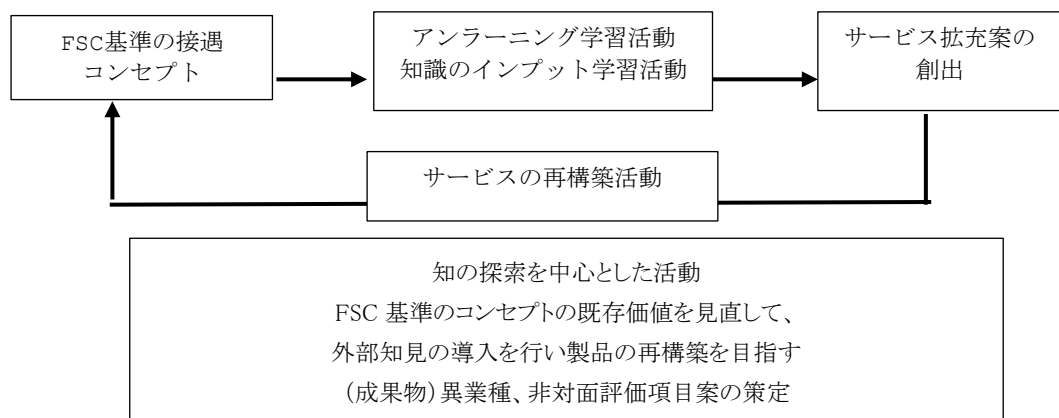 FSC基準の接遇
コンセプト
アンラーニング学習活動
知識のインプット学習活動
サービス拡充案の
創出
サービスの再構築活動
知の探索を中心とした活動
FSC 基準のコンセプトの既存価値を見直して、
外部知見の導入を行い製品の再構築を目指す
(成果物)異業種、非対面評価項目案の策定